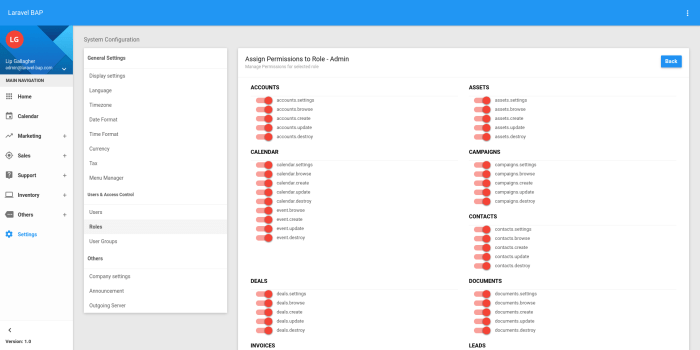 Laravel BAP
LG
Lip Gallagher
admin@laravel-bap.com
MAIN NAVIGATION
Home
Calendar
Marketing +
Sales +
Support +
Inventory +
Others +
Settings
Version: 1.0
System Configuration
General Settings
Display settings
Language
Timezone
Date Format
Time Format
Currency
Tax
Menu Manager
Users & Access Control
Users
Roles
User Groups
Others
Company settings
Announcement
Outgoing Server
Assign Permissions to Role - Admin
Manage Permissions for selected role
Back
ACCOUNTS
accounts.settings
accounts.browse
accounts.create
accounts.update
accounts.destroy
CALENDAR
calendar.settings
calendar.browse
calendar.create
calendar.update
calendar.destroy
event.browse
event.create
event.update
event.destroy
DEALS
deals.settings
deals.browse
deals.create
deals.update
deals.destroy
INVOICES
ASSETS
assets.settings
assets.browse
assets.create
assets.update
assets.destroy
CAMPAIGNS
campaigns.settings
campaigns.browse
campaigns.create
campaigns.update
campaigns.destroy
CONTACTS
contacts.settings
contacts.browse
contacts.create
contacts.update
contacts.destroy
DOCUMENTS
documents.settings
documents.browse
documents.create
documents.update
documents.destroy
LEADS